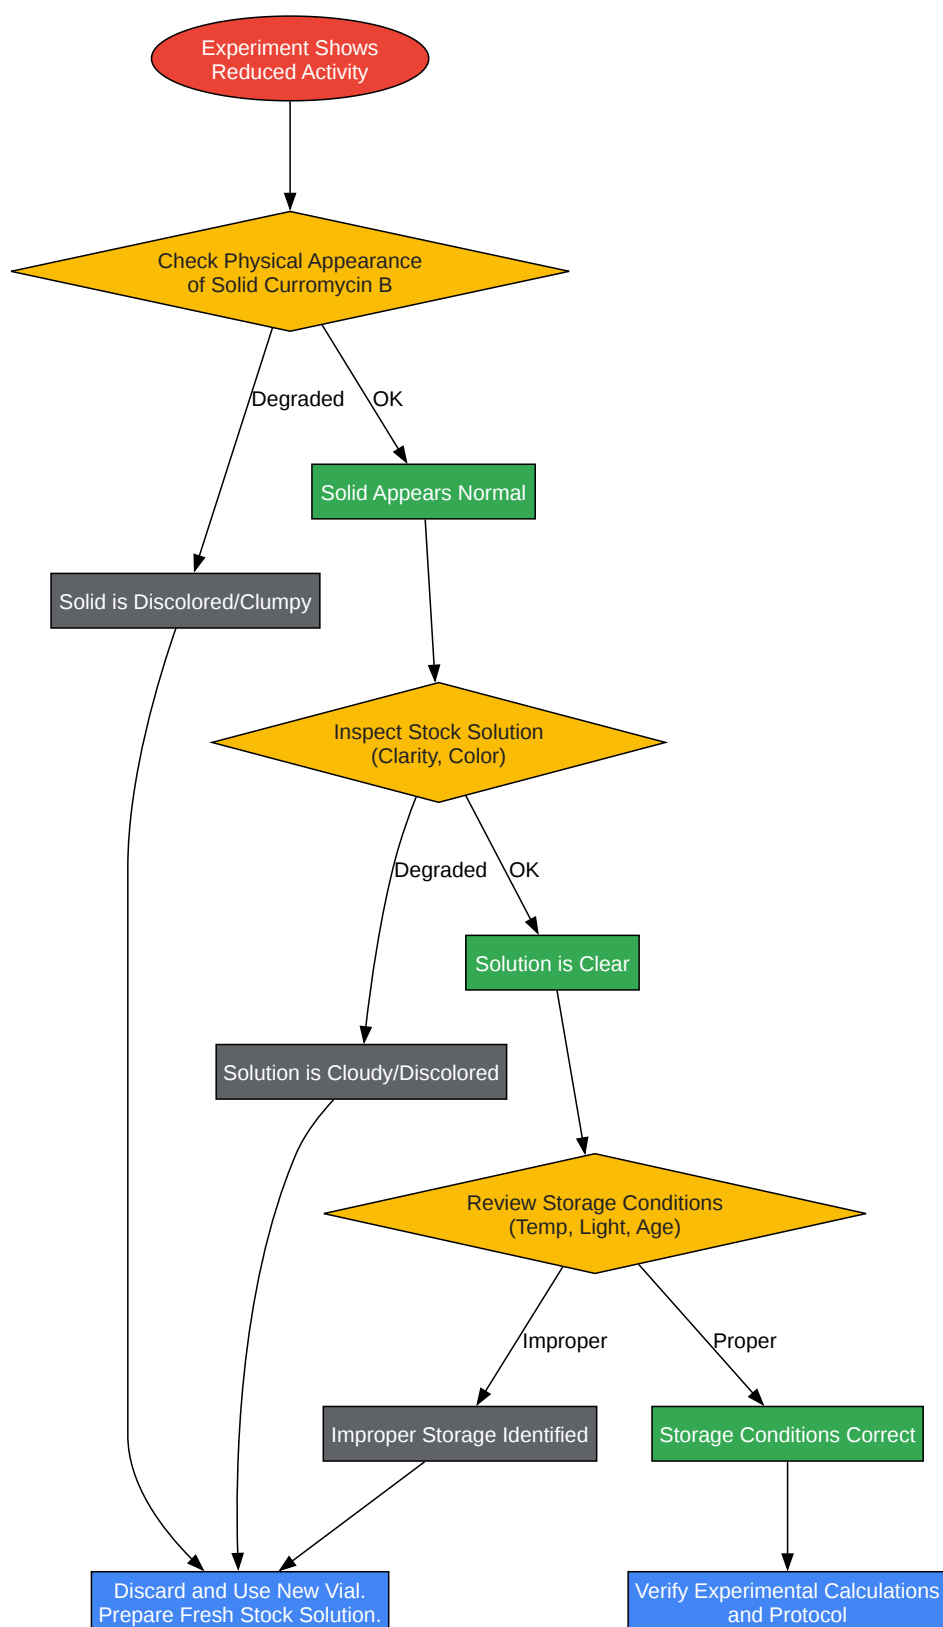 Experiment Shows
Reduced Activity
Check Physical Appearance
of Solid Curromycin B
Degraded
OK
Solid Appears Normal
Solid is Discolored/Clumpy
Inspect Stock Solution
(Clarity, Color)
Degraded
OK
Solution is Clear
Solution is Cloudy/Discolored
Review Storage Conditions
(Temp, Light, Age)
Improper
Proper
Improper Storage Identified
Storage Conditions Correct
Discard and Use New Vial.
Prepare Fresh Stock Solution.
Verify Experimental Calculations
and Protocol